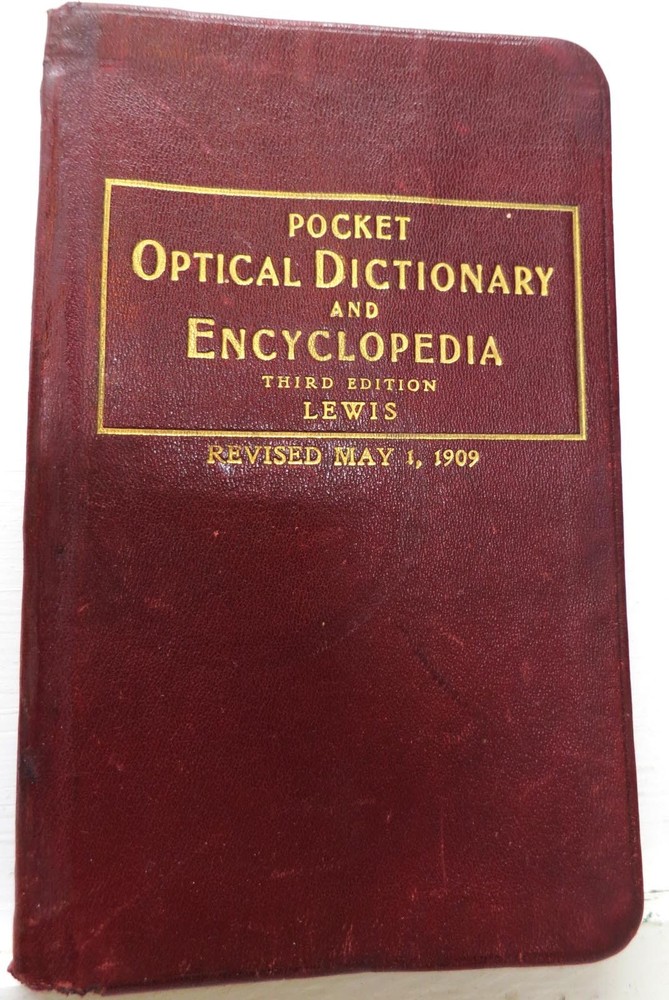 POCKET
OPTICAL DICTIONARY
AND
ENCYCLOPEDIA
THIRD EDITION
LEWIS
REVISED MAY 1, 1909